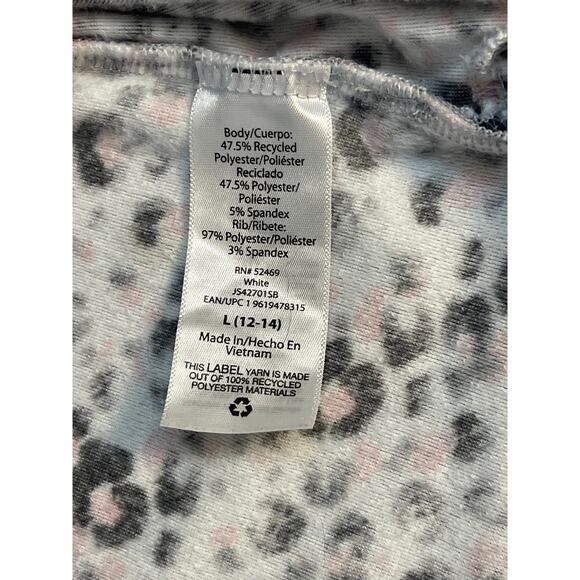 Body/Cuerpo:
47.5% Recycled
Polyester/Poliéster
Reciclado
47.5% Polyester/
Poliéster
5% Spandex
Rib/Ribete:
97% Polyester/Poliéster
3% Spandex
RN# 52469
White
JS42701SB
EAN/UPC 1 9619478315
L (12-14)
Made In/Hecho En
Vietnam
THIS LABEL YARN IS MADE
OUT OF 100% RECYCLED
POLYESTER MATERIALS